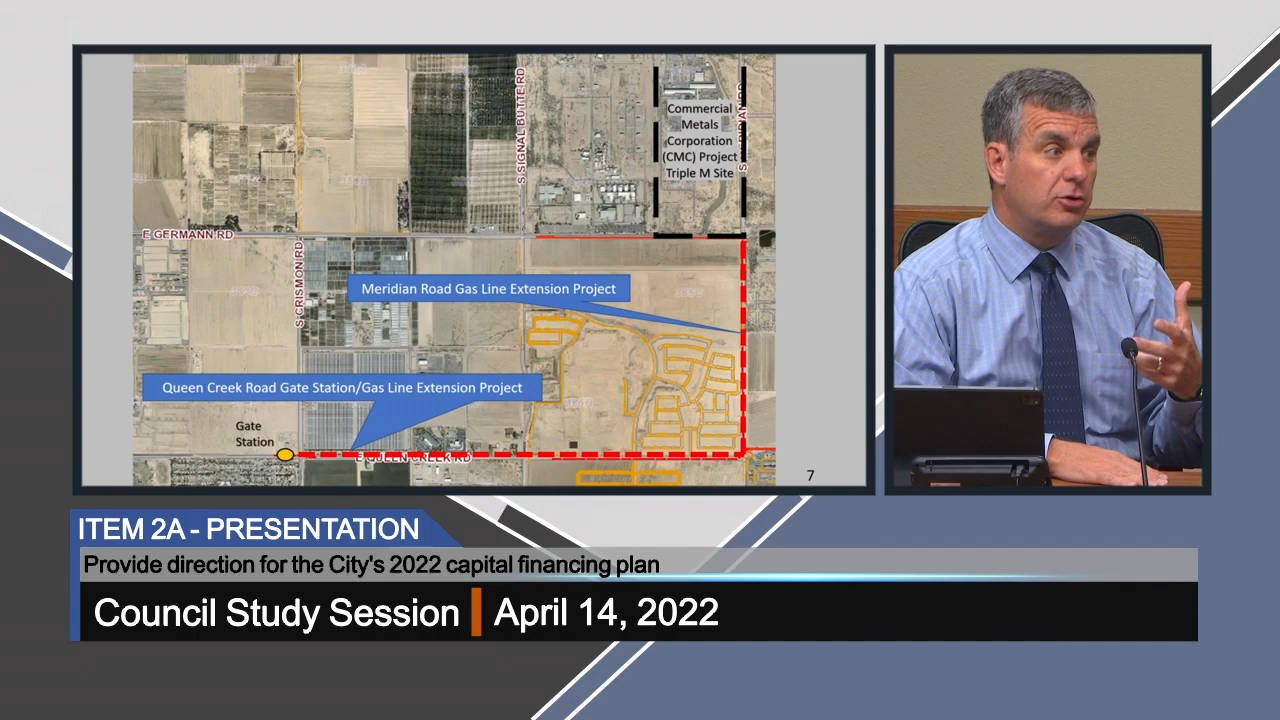 S SIGNAL BUTTE RD
Commercial
Metals
Corporation
(CMC) Project
Triple M Site
E GERMANN RD
S CRISMON RD
Meridian Road Gas Line Extension Project
Queen Creek Road Gate Station/Gas Line Extension Project
Gate
Station
E QUEEN CREEK RD
7
ITEM 2A - PRESENTATION
Provide direction for the City's 2022 capital financing plan
Council Study Session
April 14, 2022